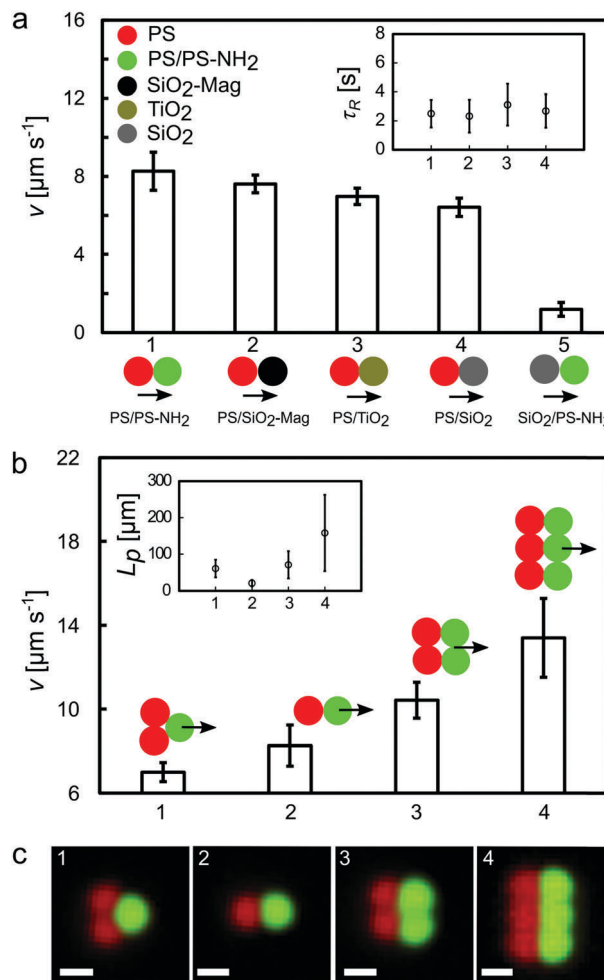 a
PS
PS/PS-NH₂
SiO₂-Mag
TiO₂
SiO₂
v [µm s⁻¹]
16
12
8
4
0
τR [s]
8
6
4
2
0
1 2 3 4
1 2 3 4 5
PS/PS-NH₂ PS/SiO₂-Mag PS/TiO₂ PS/SiO₂ SiO₂/PS-NH₂
b
v [µm s⁻¹]
22
18
14
10
6
Lp [µm]
300
200
100
0
1 2 3 4
1 2 3 4
c
1 2 3 4